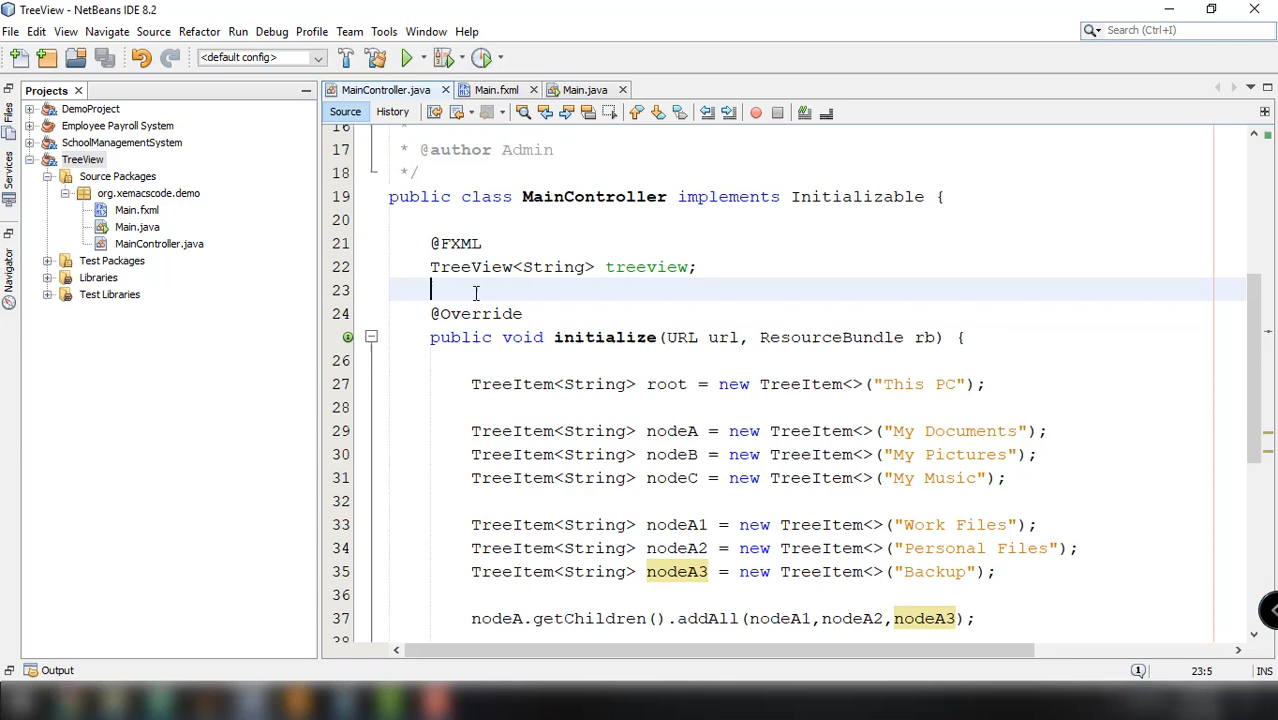 TreeView - NetBeans IDE 8.2
File Edit View Navigate Source Refactor Run Debug Profile Team Tools Window Help
Search (Ctrl+I)
<default config>
Projects
MainController.java Main.fxml Main.java
Source History
Files
Services
Navigator
DemoProject
Employee Payroll System
SchoolManagementSystem
TreeView
Source Packages
org.xemacscode.demo
Main.fxml
Main.java
MainController.java
Test Packages
Libraries
Test Libraries
16 *
17 * @author Admin
18 */
19 public class MainController implements Initializable {
20
21 @FXML
22 TreeView<String> treeview;
23
24 @Override
public void initialize(URL url, ResourceBundle rb) {
26
27 TreeItem<String> root = new TreeItem<>("This PC");
28
29 TreeItem<String> nodeA = new TreeItem<>("My Documents");
30 TreeItem<String> nodeB = new TreeItem<>("My Pictures");
31 TreeItem<String> nodeC = new TreeItem<>("My Music");
32
33 TreeItem<String> nodeA1 = new TreeItem<>("Work Files");
34 TreeItem<String> nodeA2 = new TreeItem<>("Personal Files");
35 TreeItem<String> nodeA3 = new TreeItem<>("Backup");
36
37 nodeA.getChildren().addAll(nodeA1,nodeA2,nodeA3);
38
Output
1
23:5
INS